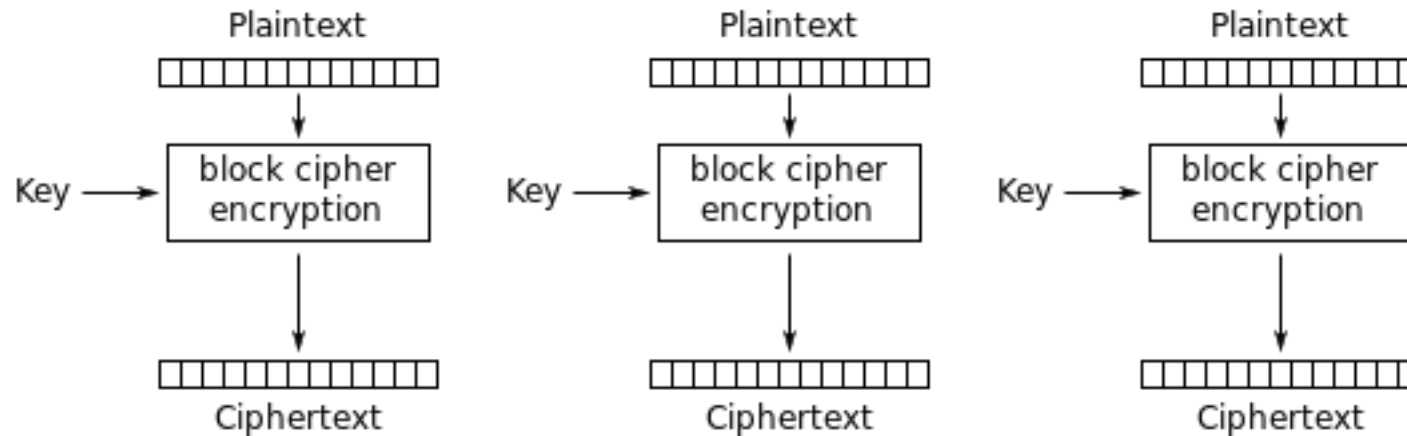 Plaintext Plaintext Plaintext
Key block cipher encryption Key block cipher encryption Key block cipher encryption
Ciphertext Ciphertext Ciphertext